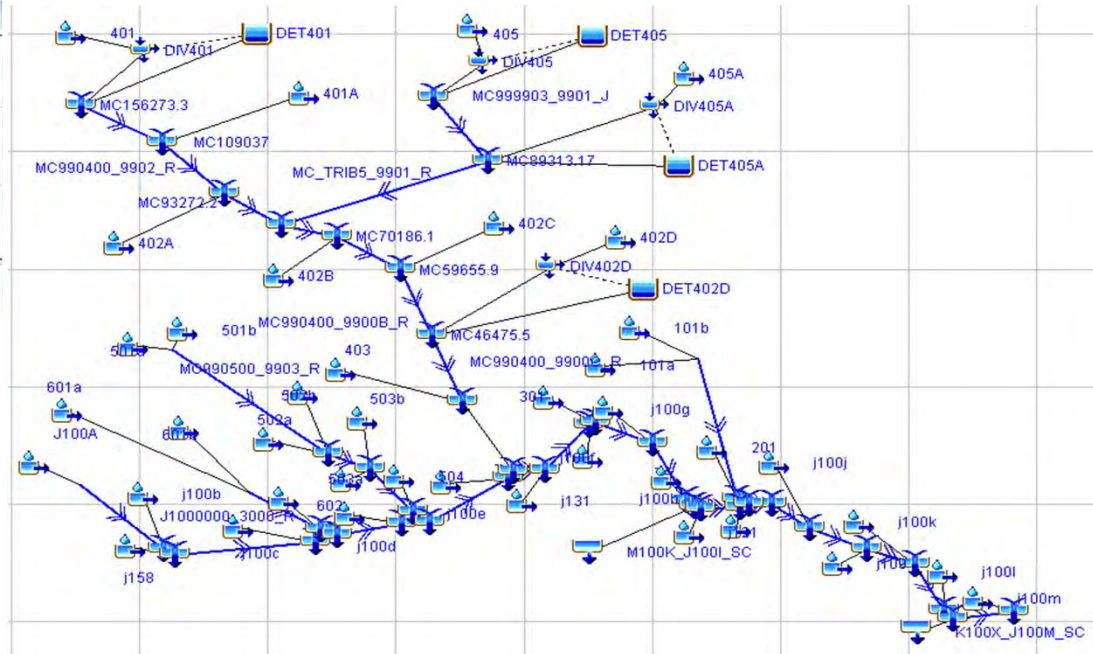 401
DIV401
DET401
405
DIV405
DET405
405A
DIV405A
DET405A
MC156273.3
401A
MC999903_9901_J
MC109037
MC89313.17
MC990400_9902_R
MC_TRIB5_9901_R
MC93272.2
402A
MC70186.1
402C
402D
402B
MC59655.9
DIV402D
DET402D
MC990400_9900B_R
MC46475.5
501b
101b
MC990500_9903_R
403
101a
601a
503b
j100g
J100A
502a
201
j100j
504
j100b
j131
j100k
J1000000_3000_R
j100e
j100c
j100d
M100K_J100I_SC
j158
j100l
j100m
K100X_J100M_SC